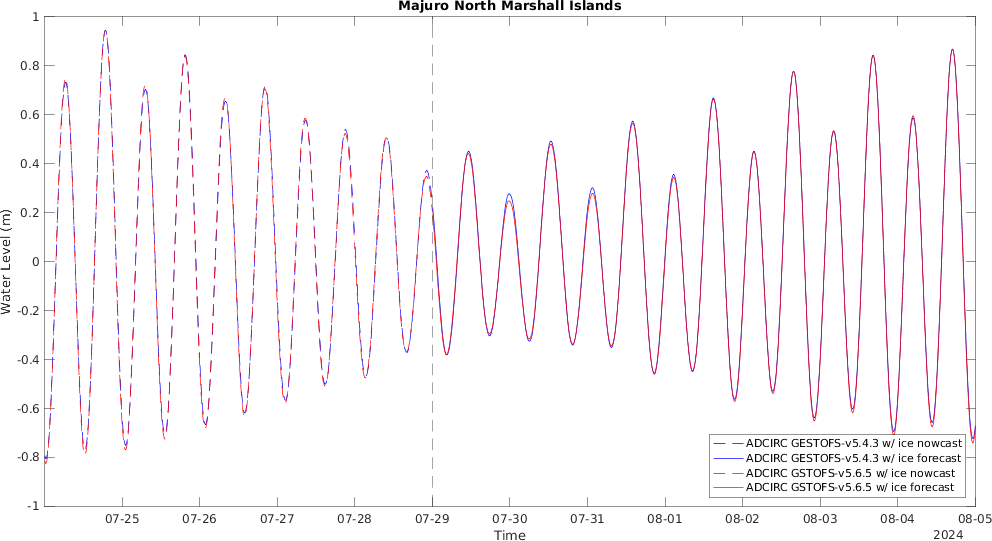 Majuro North Marshall Islands
Water Level (m)
1
0.8
0.6
0.4
0.2
0
-0.2
-0.4
-0.6
-0.8
-1
ADCIRC GESTOFS-v5.4.3 w/ ice nowcast
ADCIRC GESTOFS-v5.4.3 w/ ice forecast
ADCIRC GSTOFS-v5.6.5 w/ ice nowcast
ADCIRC GSTOFS-v5.6.5 w/ ice forecast
07-25 07-26 07-27 07-28 07-29 07-30 07-31 08-01 08-02 08-03 08-04 08-05
Time
2024